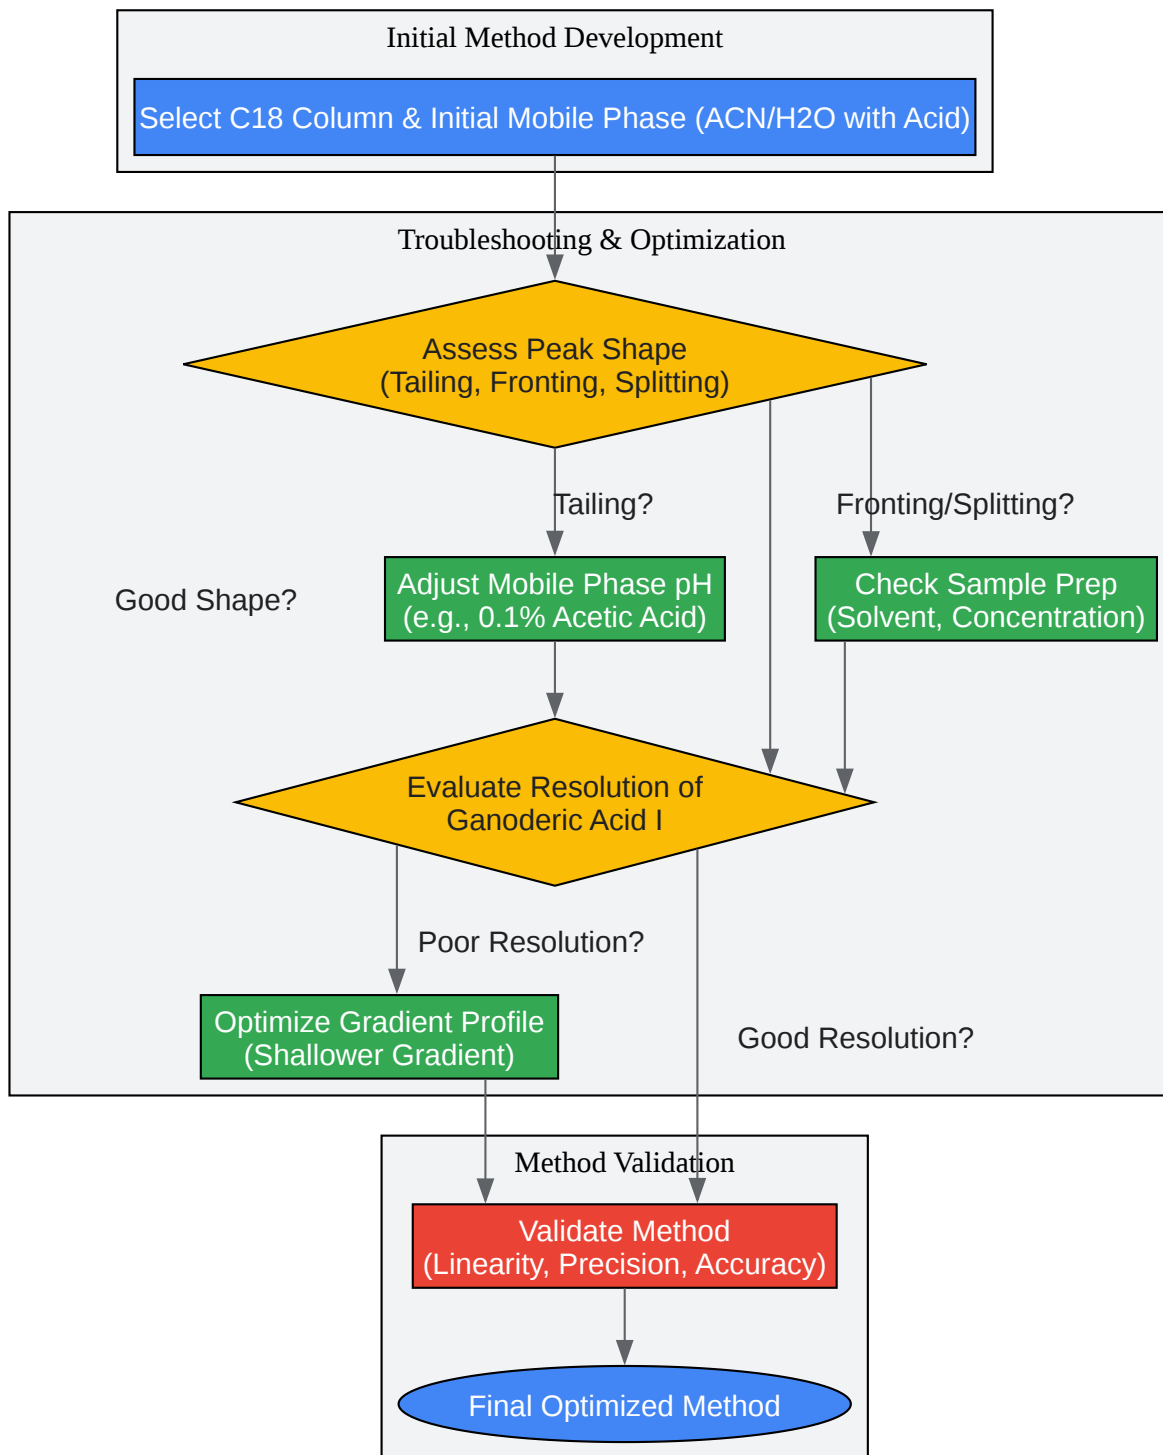 Initial Method Development
Select C18 Column & Initial Mobile Phase (ACN/H2O with Acid)
Troubleshooting & Optimization
Assess Peak Shape
(Tailing, Fronting, Splitting)
Tailing?
Fronting/Splitting?
Good Shape?
Adjust Mobile Phase pH
(e.g., 0.1% Acetic Acid)
Check Sample Prep
(Solvent, Concentration)
Evaluate Resolution of
Ganoderic Acid I
Poor Resolution?
Optimize Gradient Profile
(Shallower Gradient)
Good Resolution?
Method Validation
Validate Method
(Linearity, Precision, Accuracy)
Final Optimized Method